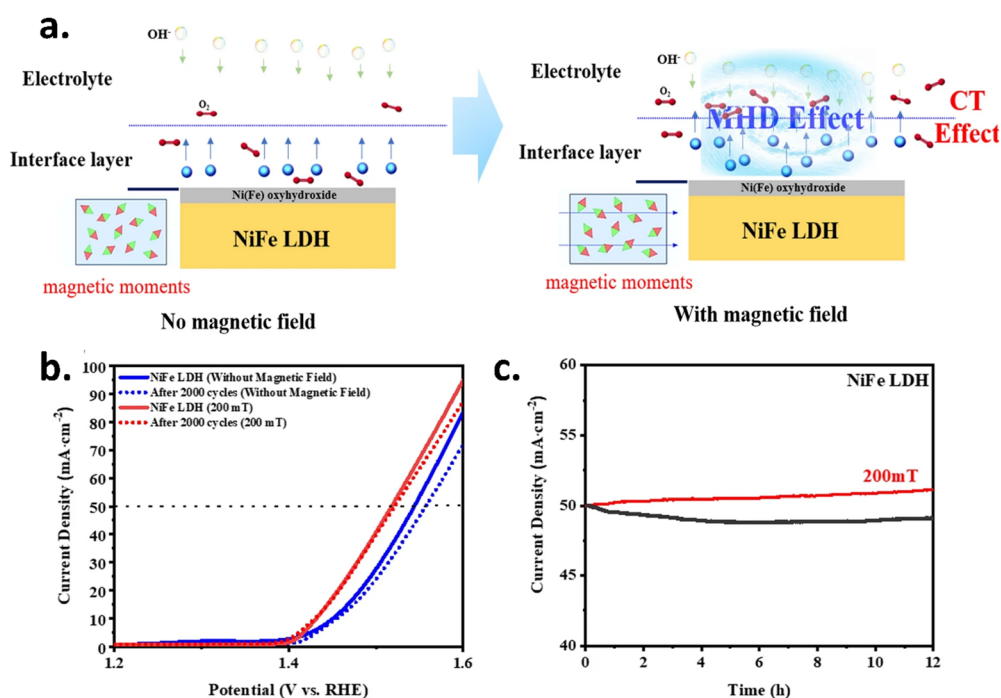 a.
OH-
Electrolyte
O2
Interface layer
Ni(Fe) oxyhydroxide
NiFe LDH
magnetic moments
No magnetic field
OH-
Electrolyte
O2
MHD Effect
CT
Effect
Interface layer
Ni(Fe) oxyhydroxide
NiFe LDH
magnetic moments
With magnetic field
b.
NiFe LDH (Without Magnetic Field)
After 2000 cycles (Without Magnetic Field)
NiFe LDH (200 mT)
After 2000 cycles (200 mT)
Current Density (mA·cm⁻²)
100
90
80
70
60
50
40
30
20
10
0
1.2
1.4
1.6
Potential (V vs. RHE)
c.
NiFe LDH
200mT
Current Density (mA·cm⁻²)
60
55
50
45
40
0
2
4
6
8
10
12
Time (h)